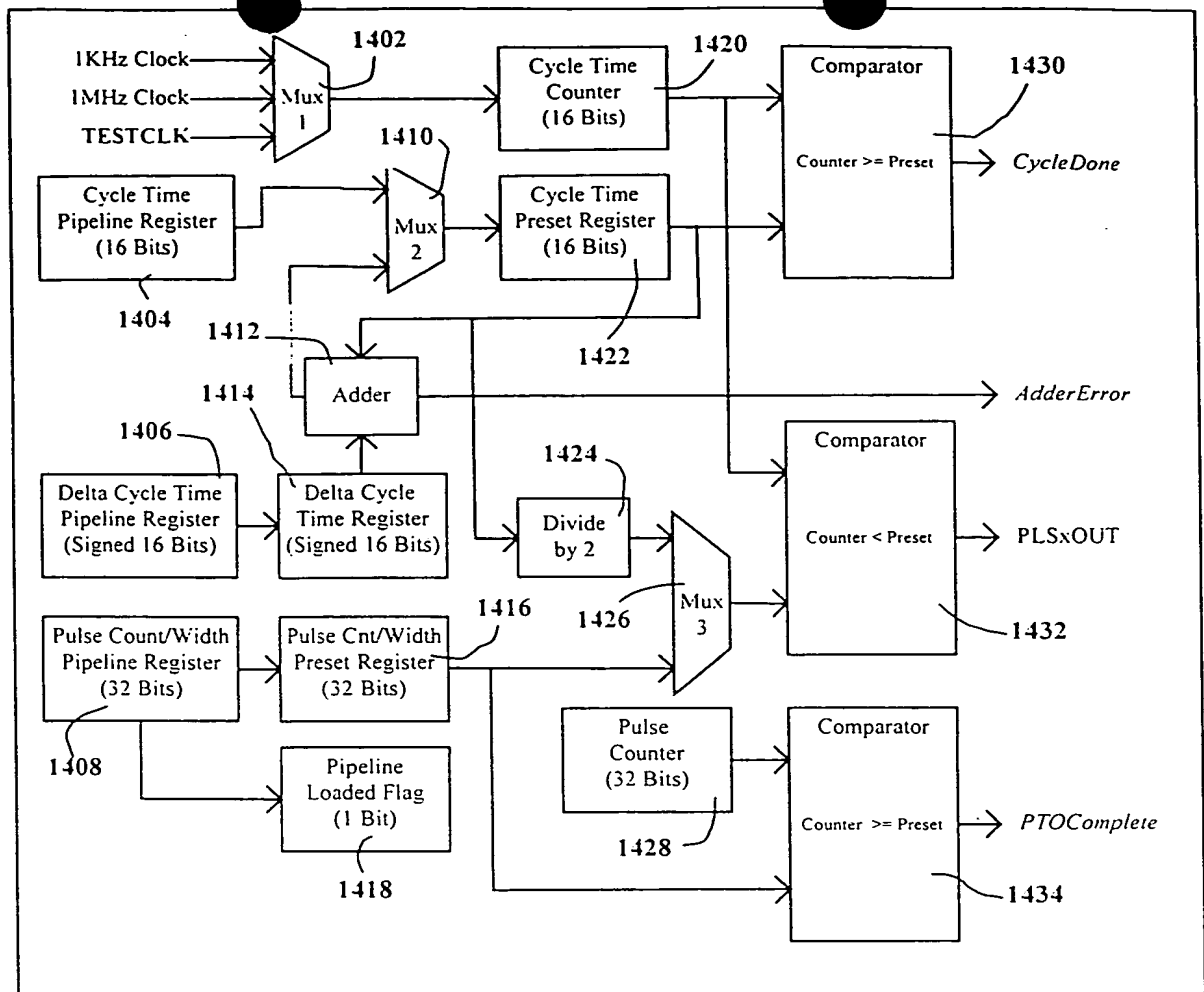 1402
1420
1KHz Clock
1MHz Clock
TESTCLK
Mux
1
Cycle Time
Counter
(16 Bits)
Comparator
1430
Counter >= Preset
CycleDone
1410
Cycle Time
Pipeline Register
(16 Bits)
Mux
2
Cycle Time
Preset Register
(16 Bits)
1404
1412
1422
Adder
AdderError
1414
1406
Delta Cycle Time
Pipeline Register
(Signed 16 Bits)
Delta Cycle
Time Register
(Signed 16 Bits)
1424
Divide
by 2
Comparator
Counter < Preset
PLSxOUT
1416
1426
Mux
3
1432
Pulse Count/Width
Pipeline Register
(32 Bits)
Pulse Cnt/Width
Preset Register
(32 Bits)
1408
Pipeline
Loaded Flag
(1 Bit)
1418
Pulse
Counter
(32 Bits)
1428
Comparator
Counter >= Preset
PTOComplete
1434